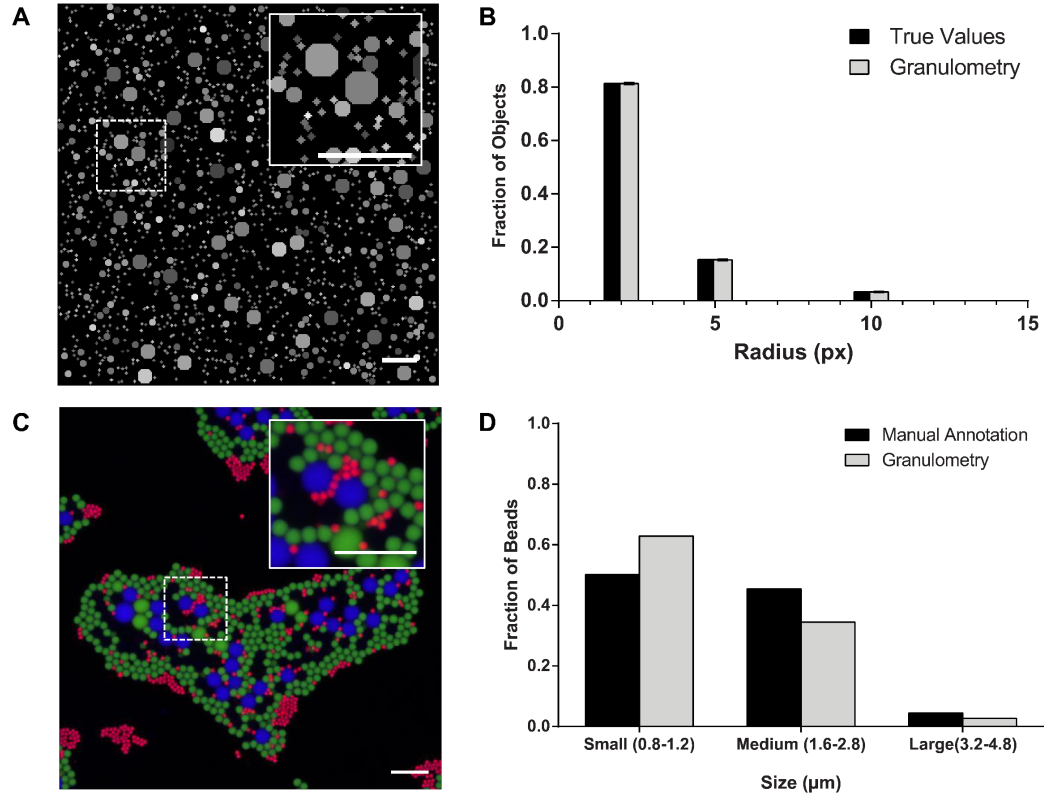 A
B
1.0
0.8
0.6
0.4
0.2
0.0
Fraction of Objects
True Values
Granulometry
0 5 10 15
Radius (px)
C
D
1.0
0.8
0.6
0.4
0.2
0.0
Fraction of Beads
Manual Annotation
Granulometry
Small (0.8-1.2) Medium (1.6-2.8) Large(3.2-4.8)
Size (µm)